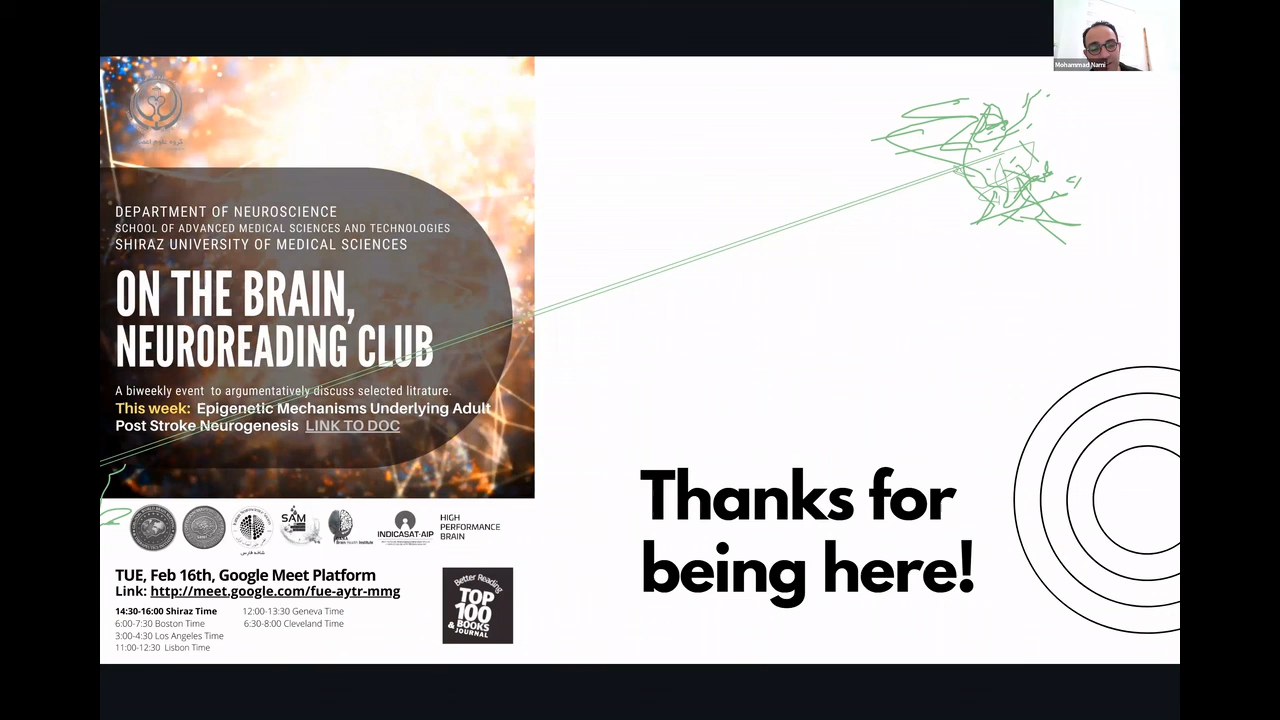 Mohammad Nami
DEPARTMENT OF NEUROSCIENCE
SCHOOL OF ADVANCED MEDICAL SCIENCES AND TECHNOLOGIES
SHIRAZ UNIVERSITY OF MEDICAL SCIENCES
ON THE BRAIN,
NEUROREADING CLUB
A biweekly event to argumentatively discuss selected litrature.
This week: Epigenetic Mechanisms Underlying Adult
Post Stroke Neurogenesis LINK TO DOC
SAM
INDICASAT-AIP
HIGH
PERFORMANCE
BRAIN
Brain Health Institute
TUE, Feb 16th, Google Meet Platform
Link: http://meet.google.com/fue-aytr-mmg
14:30-16:00 Shiraz Time 12:00-13:30 Geneva Time
6:00-7:30 Boston Time 6:30-8:00 Cleveland Time
3:00-4:30 Los Angeles Time
11:00-12:30 Lisbon Time
Better Reading
TOP
100
& BOOKS
JOURNAL
Thanks for
being here!